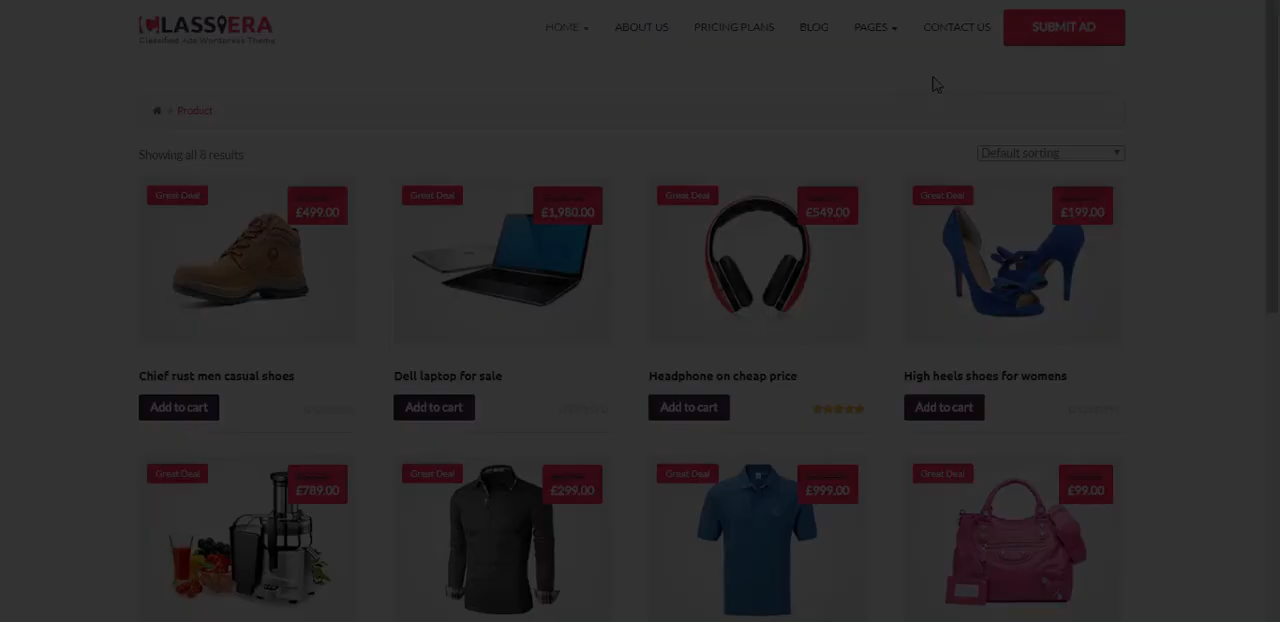 CLASSIERA
Classified Ads Wordpress Theme
HOME
ABOUT US
PRICING PLANS
BLOG
PAGES
CONTACT US
SUBMIT AD
Product
Showing all 8 results
Default sorting
Great Deal
£499.00
Great Deal
£1,980.00
Great Deal
£549.00
Great Deal
£199.00
Chief rust men casual shoes
Dell laptop for sale
Headphone on cheap price
High heels shoes for womens
Add to cart
Add to cart
Add to cart
Add to cart
Great Deal
£789.00
Great Deal
£299.00
Great Deal
£999.00
Great Deal
£99.00